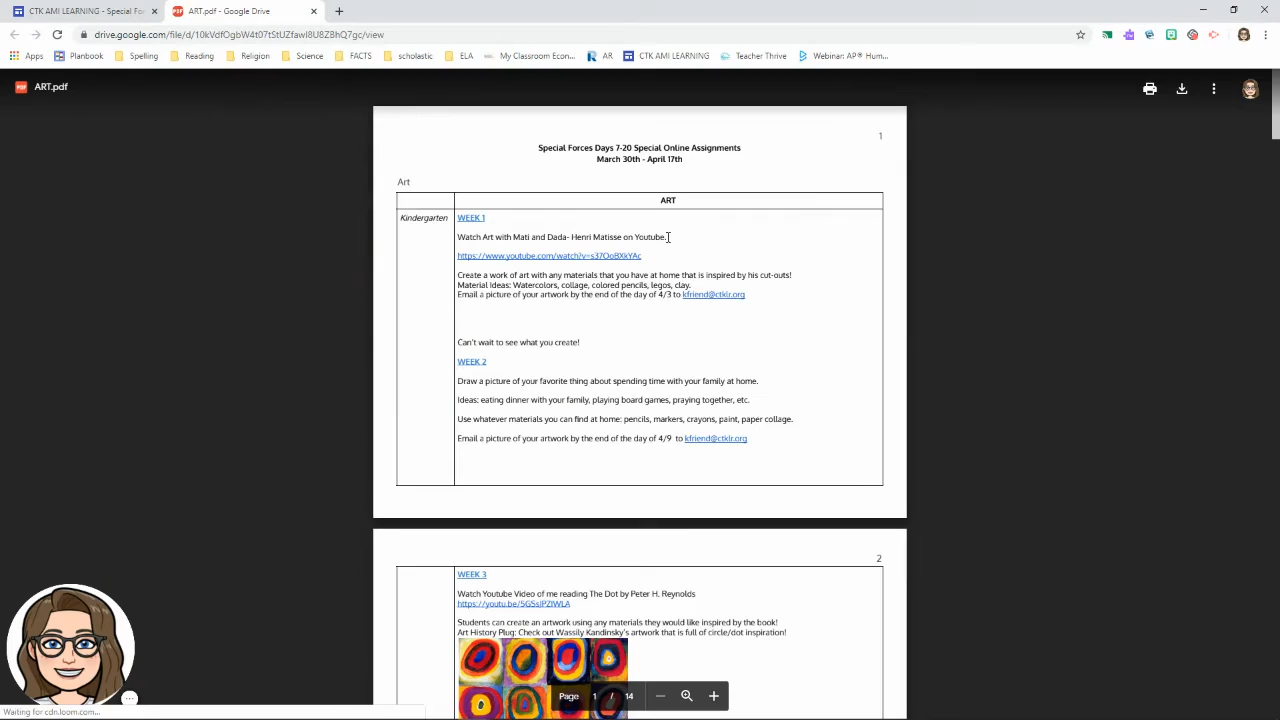 CTK AMI LEARNING - Special For
ART.pdf - Google Drive
drive.google.com/file/d/10kVdfOgbW4t07tStUZfawI8U8ZBhQ7gc/view
Apps Planbook Spelling Reading Religion Science FACTS scholastic ELA My Classroom Econ... AR CTK AMI LEARNING Teacher Thrive Webinar: AP® Hum...
ART.pdf
1
Special Forces Days 7-20 Special Online Assignments
March 30th - April 17th
Art
ART
Kindergarten WEEK 1
Watch Art with Mati and Dada- Henri Matisse on Youtube.
https://www.youtube.com/watch?v=s37OoBXkYAc
Create a work of art with any materials that you have at home that is inspired by his cut-outs!
Material Ideas: Watercolors, collage, colored pencils, legos, clay.
Email a picture of your artwork by the end of the day of 4/3 to kfriend@ctklr.org
Can't wait to see what you create!
WEEK 2
Draw a picture of your favorite thing about spending time with your family at home.
Ideas: eating dinner with your family, playing board games, praying together, etc.
Use whatever materials you can find at home: pencils, markers, crayons, paint, paper collage.
Email a picture of your artwork by the end of the day of 4/9 to kfriend@ctklr.org
2
WEEK 3
Watch Youtube Video of me reading The Dot by Peter H. Reynolds
https://youtu.be/5GSsJPZIWLA
Students can create an artwork using any materials they would like inspired by the book!
Art History Plug: Check out Wassily Kandinsky's artwork that is full of circle/dot inspiration!
Page 1 / 14
Waiting for cdn.loom.com...